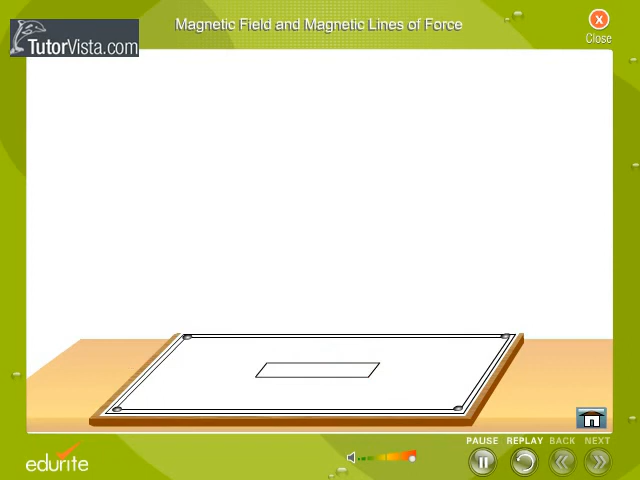 Magnetic Field and Magnetic Lines of Force
x
Close
TutorVista.com
PAUSE REPLAY BACK NEXT
edurite